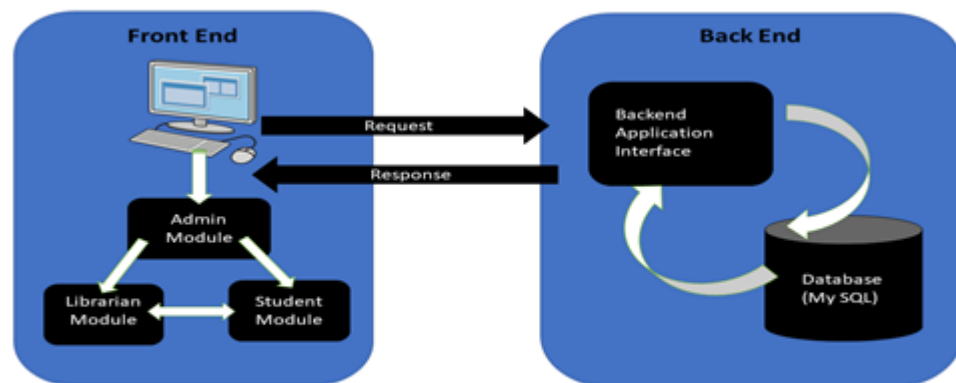 Front End
Back End
Request
Response
Backend
Application
Interface
Admin
Module
Librarian
Module
Student
Module
Database
(My SQL)